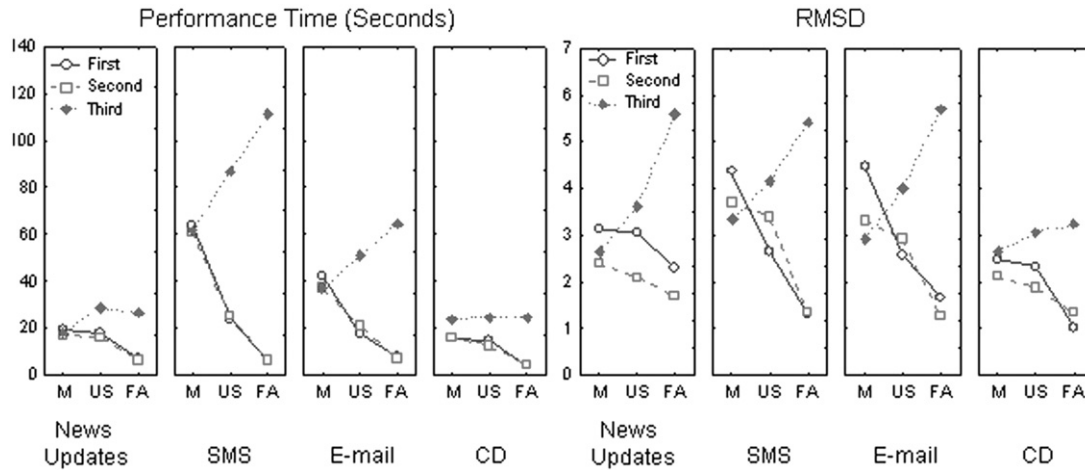 Performance Time (Seconds)
RMSD
140
120
100
80
60
40
20
0
First
Second
Third
7
6
5
4
3
2
1
0
First
Second
Third
M US FA
M US FA
M US FA
M US FA
M US FA
M US FA
M US FA
M US FA
News
Updates
SMS
E-mail
CD
News
Updates
SMS
E-mail
CD